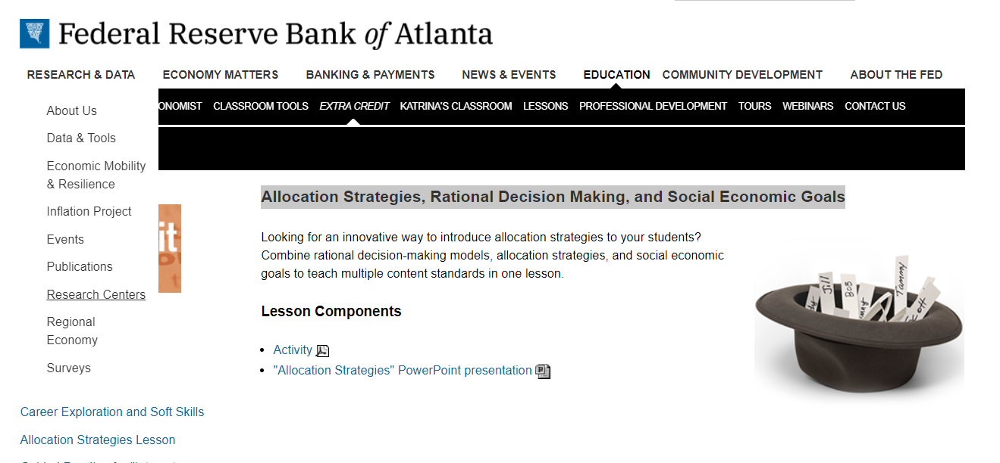 Federal Reserve Bank of Atlanta
RESEARCH & DATA ECONOMY MATTERS BANKING & PAYMENTS NEWS & EVENTS EDUCATION COMMUNITY DEVELOPMENT ABOUT THE FED
ONOMIST CLASSROOM TOOLS EXTRA CREDIT KATRINA'S CLASSROOM LESSONS PROFESSIONAL DEVELOPMENT TOURS WEBINARS CONTACT US
About Us
Data & Tools
Economic Mobility
& Resilience
Inflation Project
Events
Publications
Research Centers
Regional
Economy
Surveys
Career Exploration and Soft Skills
Allocation Strategies Lesson
it
Allocation Strategies, Rational Decision Making, and Social Economic Goals
Looking for an innovative way to introduce allocation strategies to your students?
Combine rational decision-making models, allocation strategies, and social economic
goals to teach multiple content standards in one lesson.
Lesson Components
Activity
"Allocation Strategies" PowerPoint presentation
Jill
BOB
Tammy